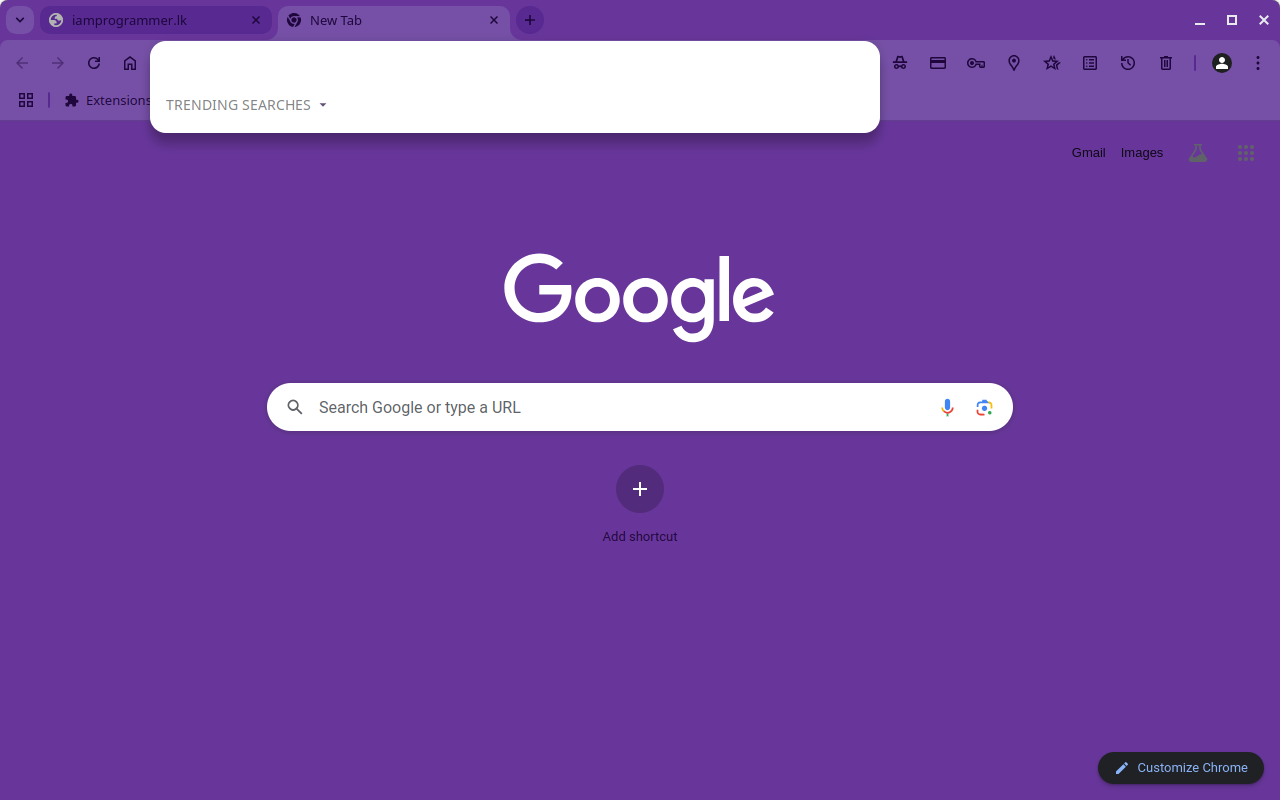 iamprogrammer.lk
New Tab
TRENDING SEARCHES
Extensions
Gmail
Images
Google
Search Google or type a URL
Add shortcut
Customize Chrome